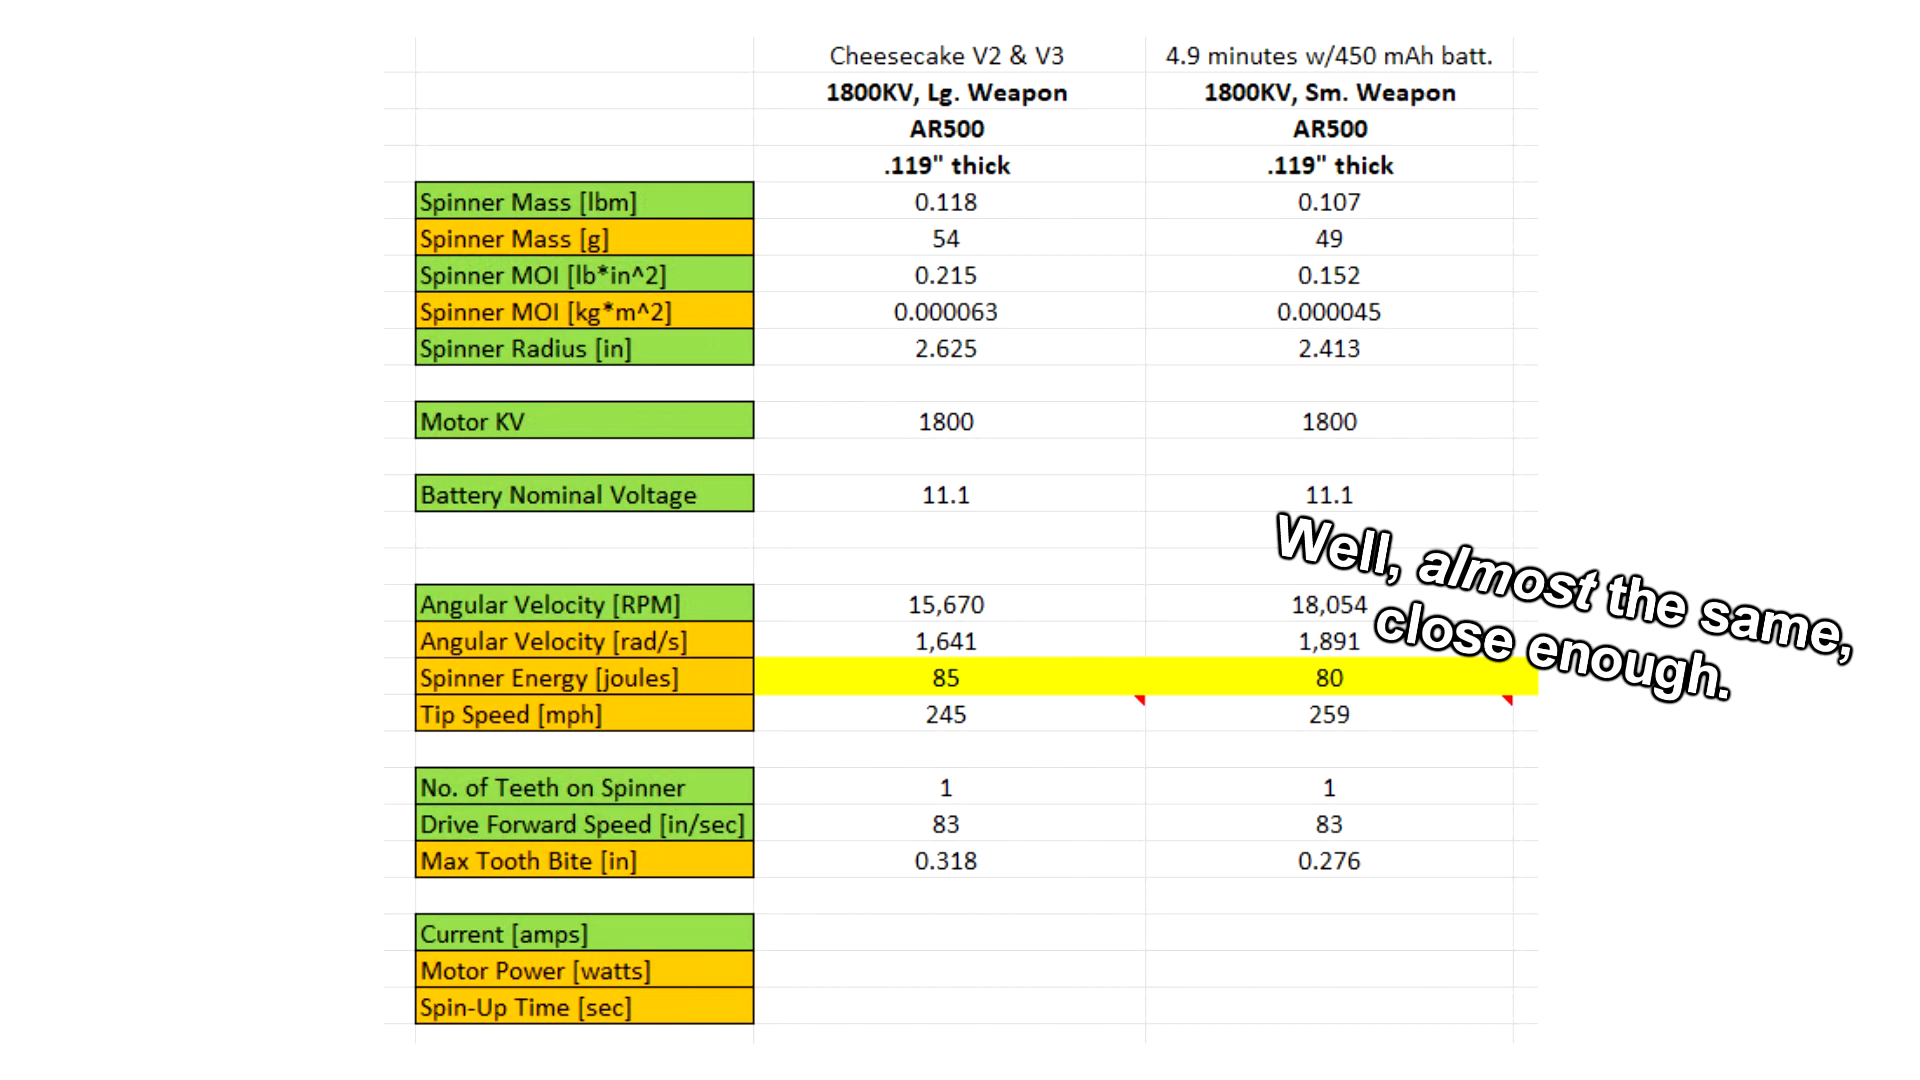 Cheesecake V2 & V3 4.9 minutes w/450 mAh batt.
1800KV, Lg. Weapon 1800KV, Sm. Weapon
AR500 AR500
.119" thick .119" thick
Spinner Mass [lbm] 0.118 0.107
Spinner Mass [g] 54 49
Spinner MOI [lb*in^2] 0.215 0.152
Spinner MOI [kg*m^2] 0.000063 0.000045
Spinner Radius [in] 2.625 2.413
Motor KV 1800 1800
Battery Nominal Voltage 11.1 11.1
Well, almost the same,
close enough.
Angular Velocity [RPM] 15,670 18,054
Angular Velocity [rad/s] 1,641 1,891
Spinner Energy [joules] 85 80
Tip Speed [mph] 245 259
No. of Teeth on Spinner 1 1
Drive Forward Speed [in/sec] 83 83
Max Tooth Bite [in] 0.318 0.276
Current [amps]
Motor Power [watts]
Spin-Up Time [sec]